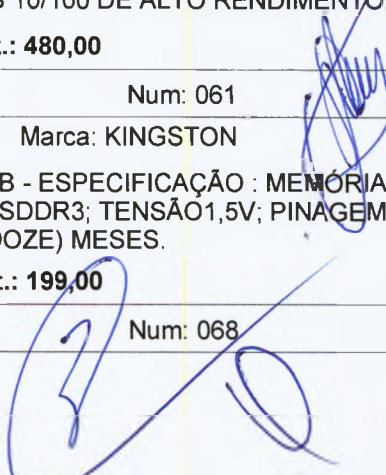 10/100 DE ALTO RENDIMENTO
.: 480,00
Num: 061
Marca: KINGSTON
B - ESPECIFICAÇÃO : MEMÓRIA
SDDR3; TENSÃO1,5V; PINAGEM
DOZE) MESES.
.: 199,00
Num: 068